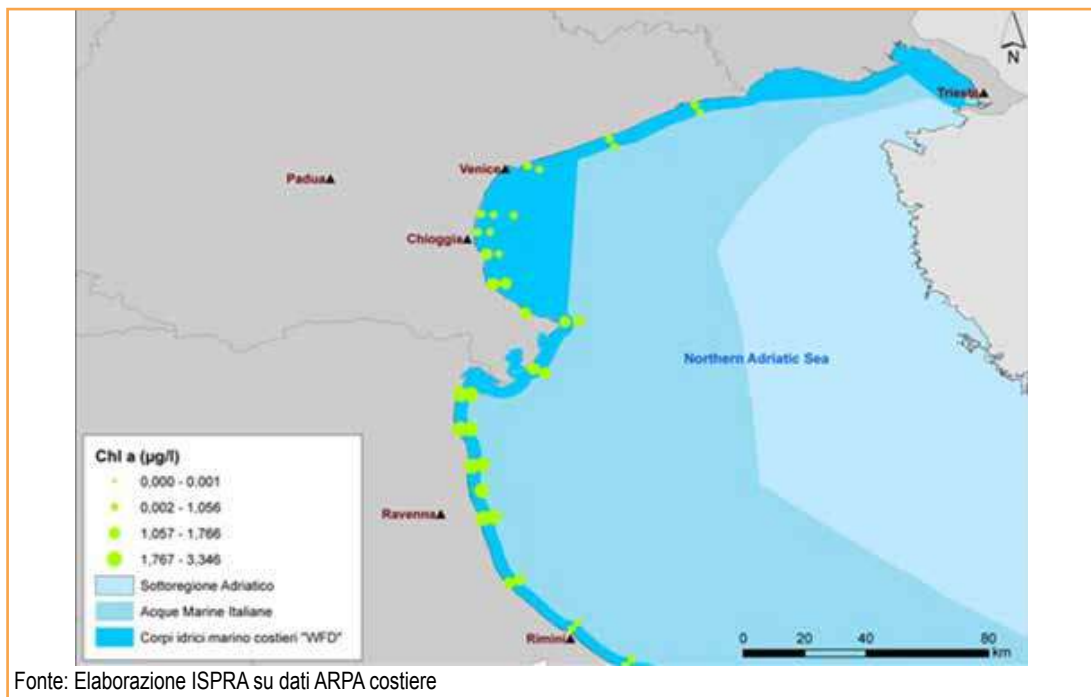 N
Trieste
Venice
Padua
Chioggia
Northern Adriatic Sea
Ravenna
Rimini
Chl a (µg/l)
0,000 - 0,001
0,002 - 1,056
1,057 - 1,766
1,767 - 3,346
Sottoregione Adriatico
Acque Marine Italiane
Corpi idrici marino costieri "WFD"
0 20 40 80
km
Fonte: Elaborazione ISPRA su dati ARPA costiere